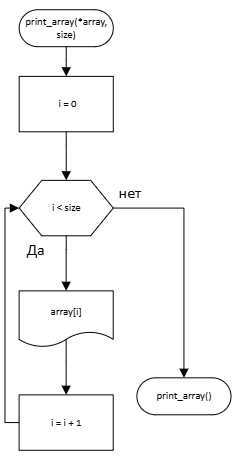 print_array(*array,
size)
i = 0
i < size
нет
Да
array[i]
print_array()
i = i + 1